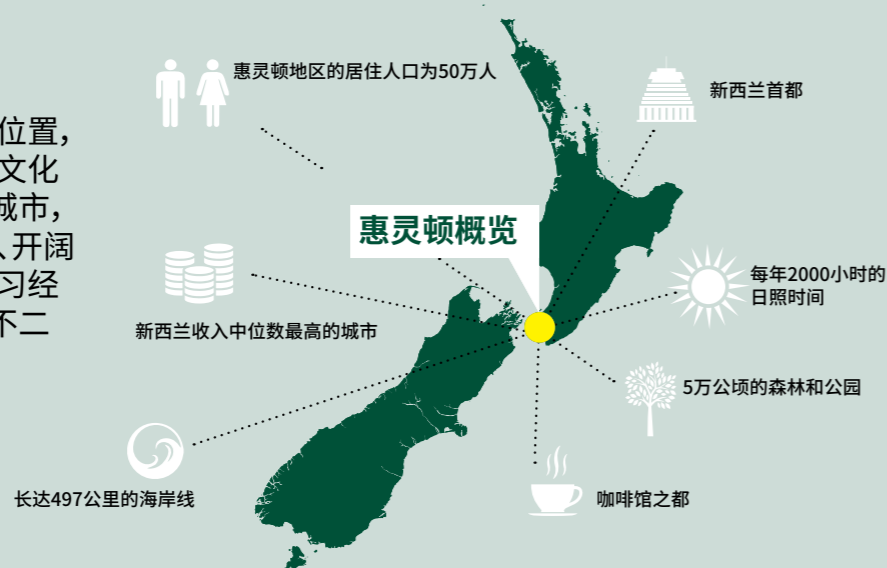 位置，
文化
城市，
、开阔
习经
不二
惠灵顿地区的居住人口为50万人
新西兰首都
惠灵顿概览
每年2000小时的
日照时间
新西兰收入中位数最高的城市
5万公顷的森林和公园
长达497公里的海岸线
咖啡馆之都